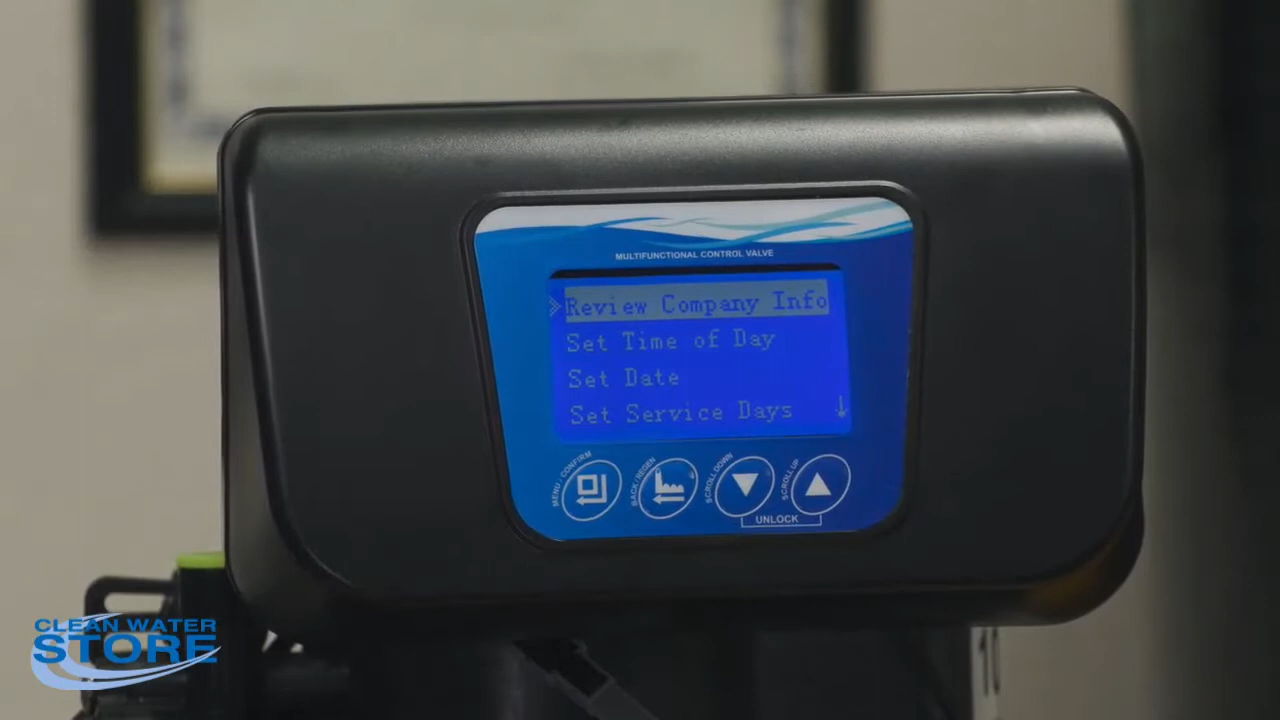 MULTIFUNCTIONAL CONTROL VALVE
Review Company Info
Set Time of Day
Set Date
Set Service Days
MENU / CONFIRM
BACK / REGEN
SCROLL DOWN
SCROLL UP
UNLOCK
CLEAN WATER
STORE